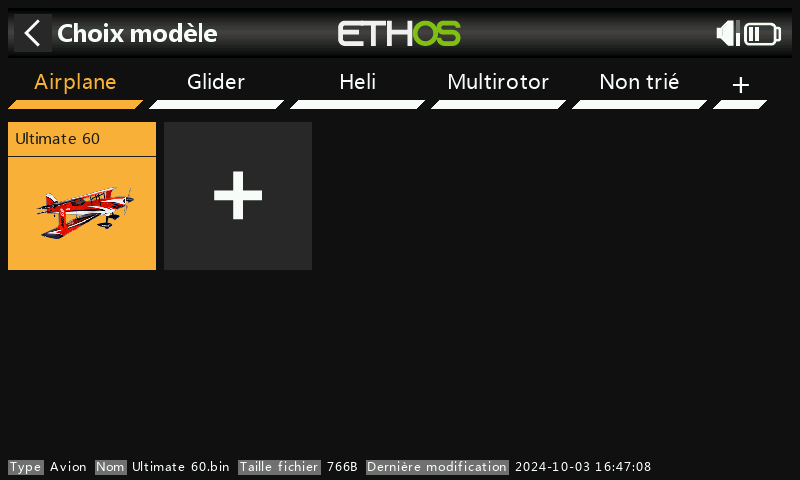 Choix modèle
ETHOS
Airplane Glider Heli Multirotor Non trié +
Ultimate 60
Type Avion Nom Ultimate 60.bin Taille fichier 766B Dernière modification 2024-10-03 16:47:08